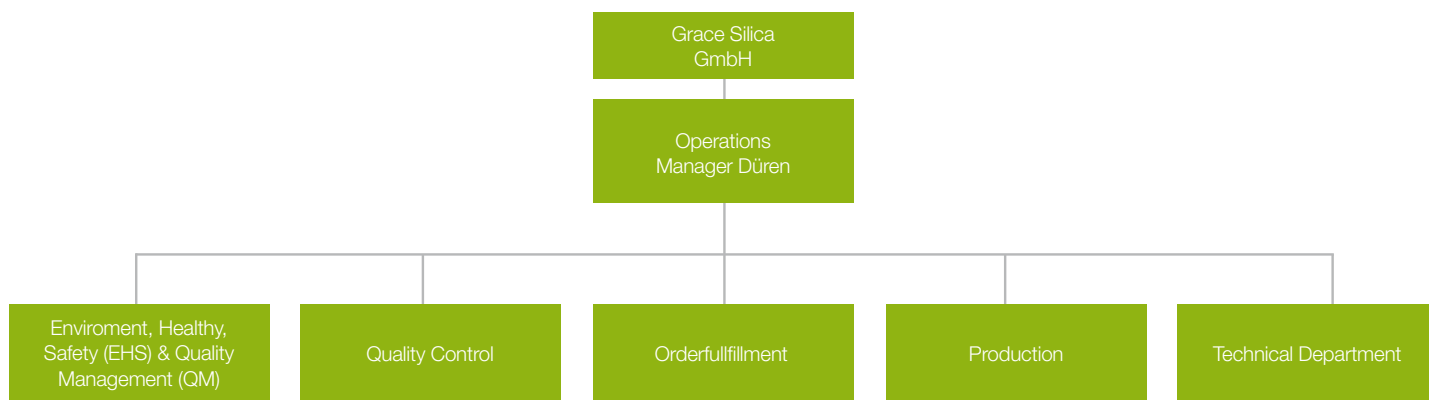 Grace Silica
GmbH
Operations
Manager Düren
Enviroment, Healthy,
Safety (EHS) & Quality
Management (QM)
Quality Control
Orderfullfillment
Production
Technical Department